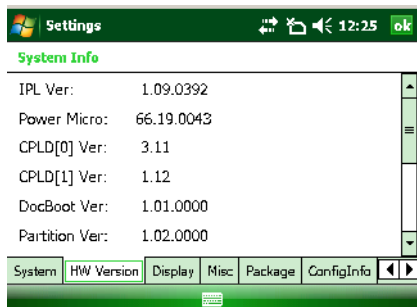 Settings 12:25 ok
System Info
IPL Ver: 1.09.0392
Power Micro: 66.19.0043
CPLD[0] Ver: 3.11
CPLD[1] Ver: 1.12
DocBoot Ver: 1.01.0000
Partition Ver: 1.02.0000
System HW Version Display Misc Package ConfigInfo